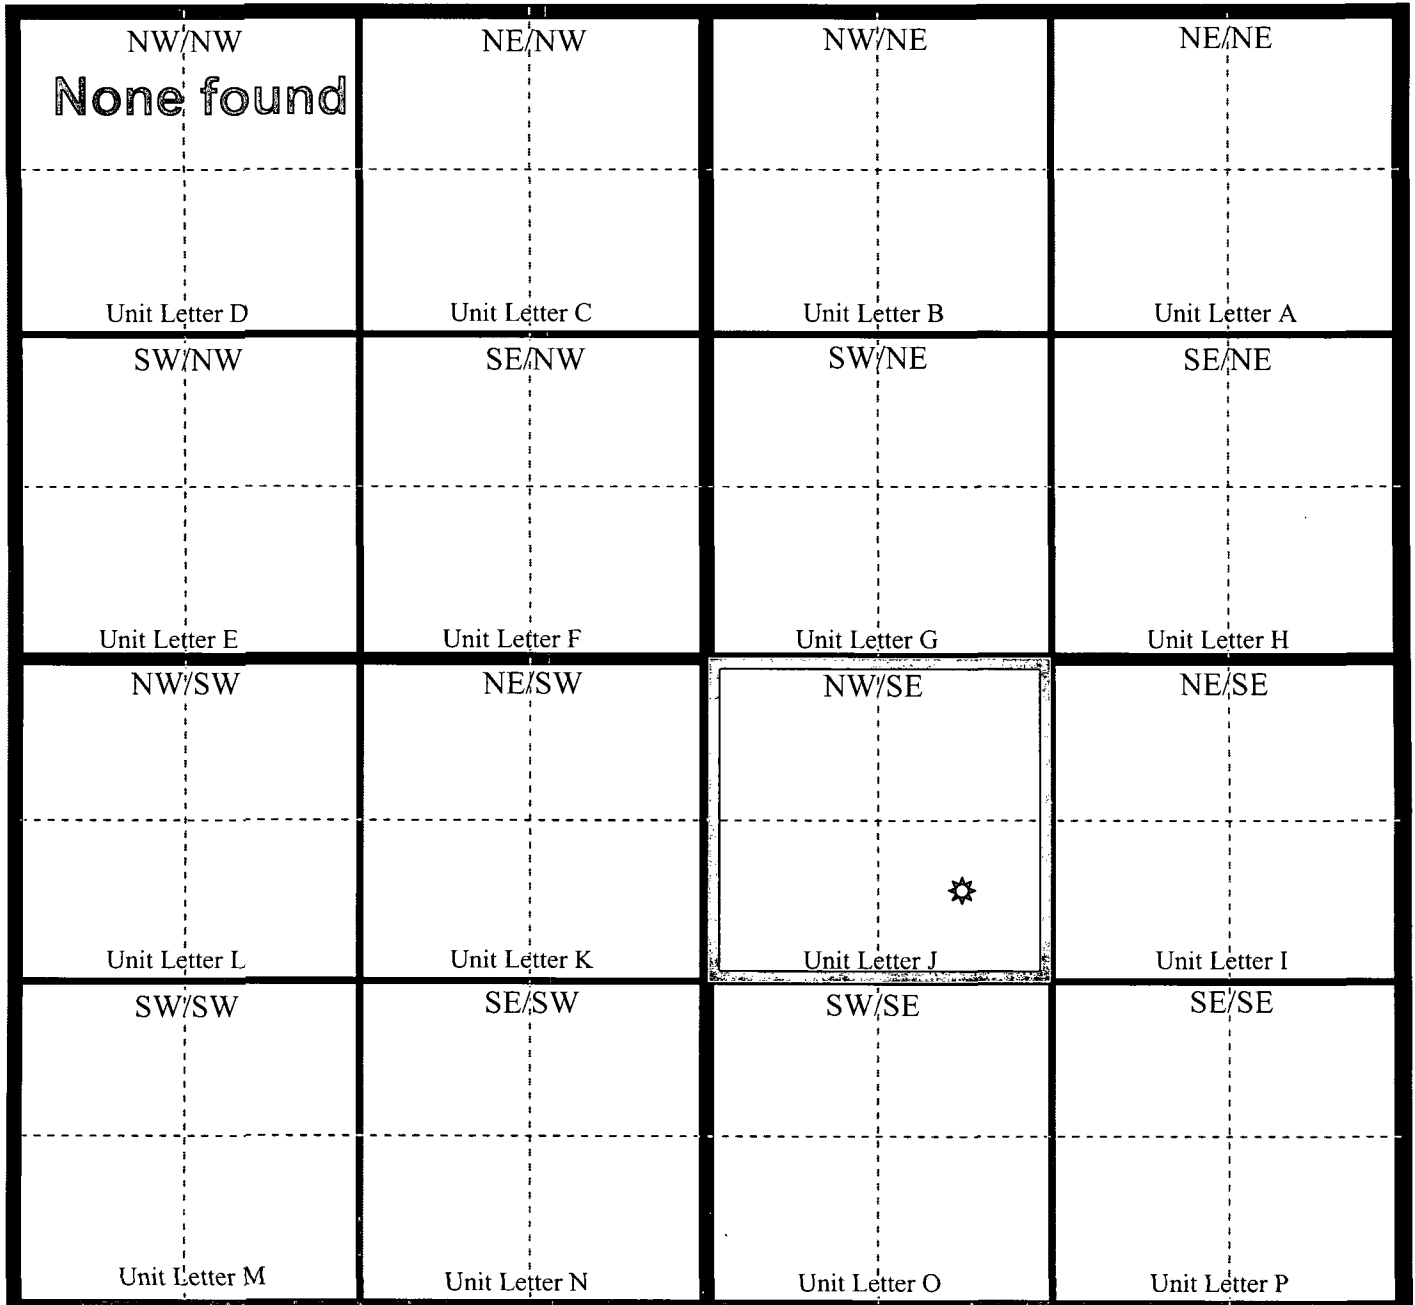 NW/NW NE/NW NW/NE NE/NE
None found
Unit Letter D Unit Letter C Unit Letter B Unit Letter A
SW/NW SE/NW SW/NE SE/NE
Unit Letter E Unit Letter F Unit Letter G Unit Letter H
NW/SW NE/SW NW/SE NE/SE
Unit Letter L Unit Letter K Unit Letter J Unit Letter I
SW/SW SE/SW SW/SE SE/SE
Unit Letter M Unit Letter N Unit Letter O Unit Letter P